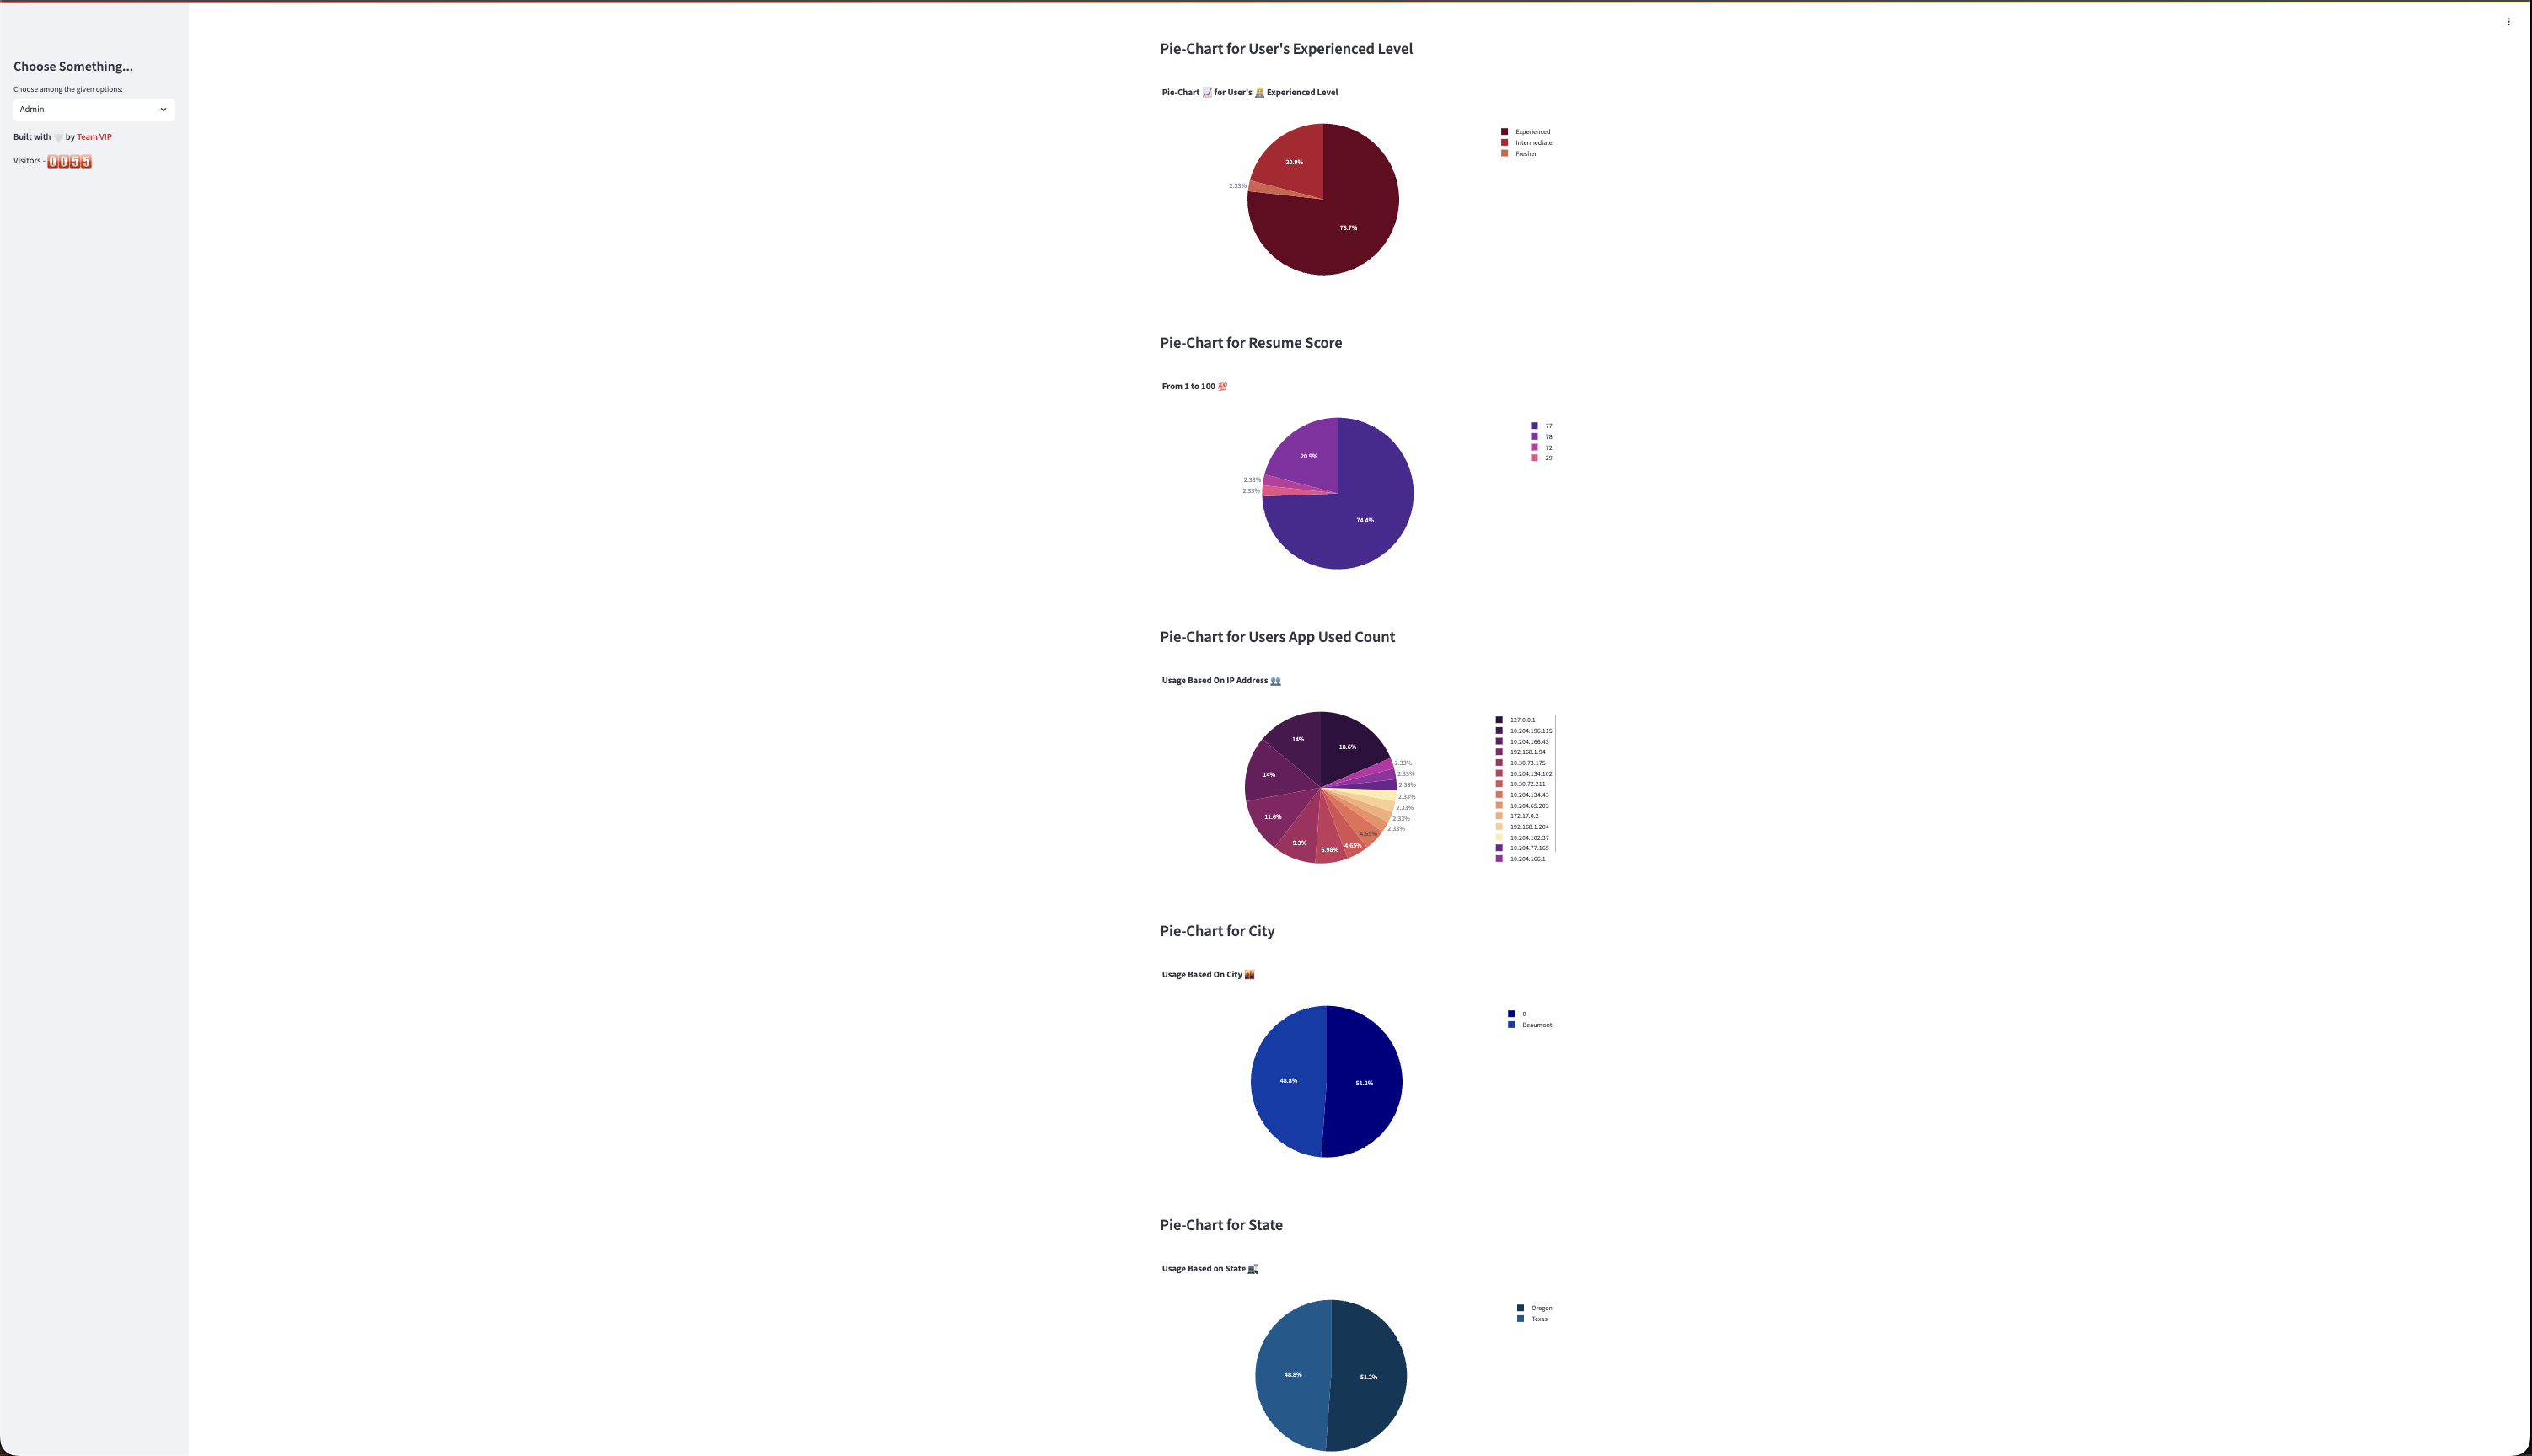 Choose Something...
Choose among the given options:
Admin
Built with 🤍 by Team VIP
Visitors - 0055
Pie-Chart for User's Experienced Level
Pie-Chart 📈 for User's 👨‍💻 Experienced Level
Experienced
Intermediate
Fresher
20.9%
2.33%
76.7%
Pie-Chart for Resume Score
From 1 to 100 💯
77
78
72
29
20.9%
2.33%
2.33%
74.4%
Pie-Chart for Users App Used Count
Usage Based On IP Address 👥
127.0.0.1
10.204.196.115
10.204.166.43
192.168.1.94
10.30.73.175
10.204.134.102
10.30.72.211
10.204.134.43
10.204.65.203
172.17.0.2
192.168.1.204
10.204.102.37
10.204.77.165
10.204.166.1
14%
18.6%
2.33%
2.33%
14%
2.33%
2.33%
2.33%
11.6%
2.33%
2.33%
4.65%
9.3%
4.65%
6.98%
Pie-Chart for City
Usage Based On City 🌇
0
Beaumont
48.8%
51.2%
Pie-Chart for State
Usage Based on State 🚉
Oregon
Texas
48.8%
51.2%